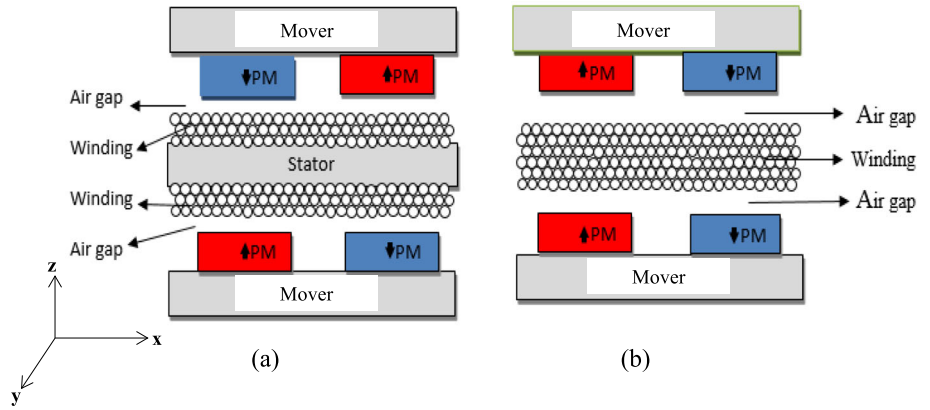 Mover
PM
PM
Air gap
Winding
Stator
Winding
Air gap
PM
PM
Mover
z
x
y
(a)
Mover
PM
PM
Air gap
Winding
Air gap
PM
PM
Mover
(b)